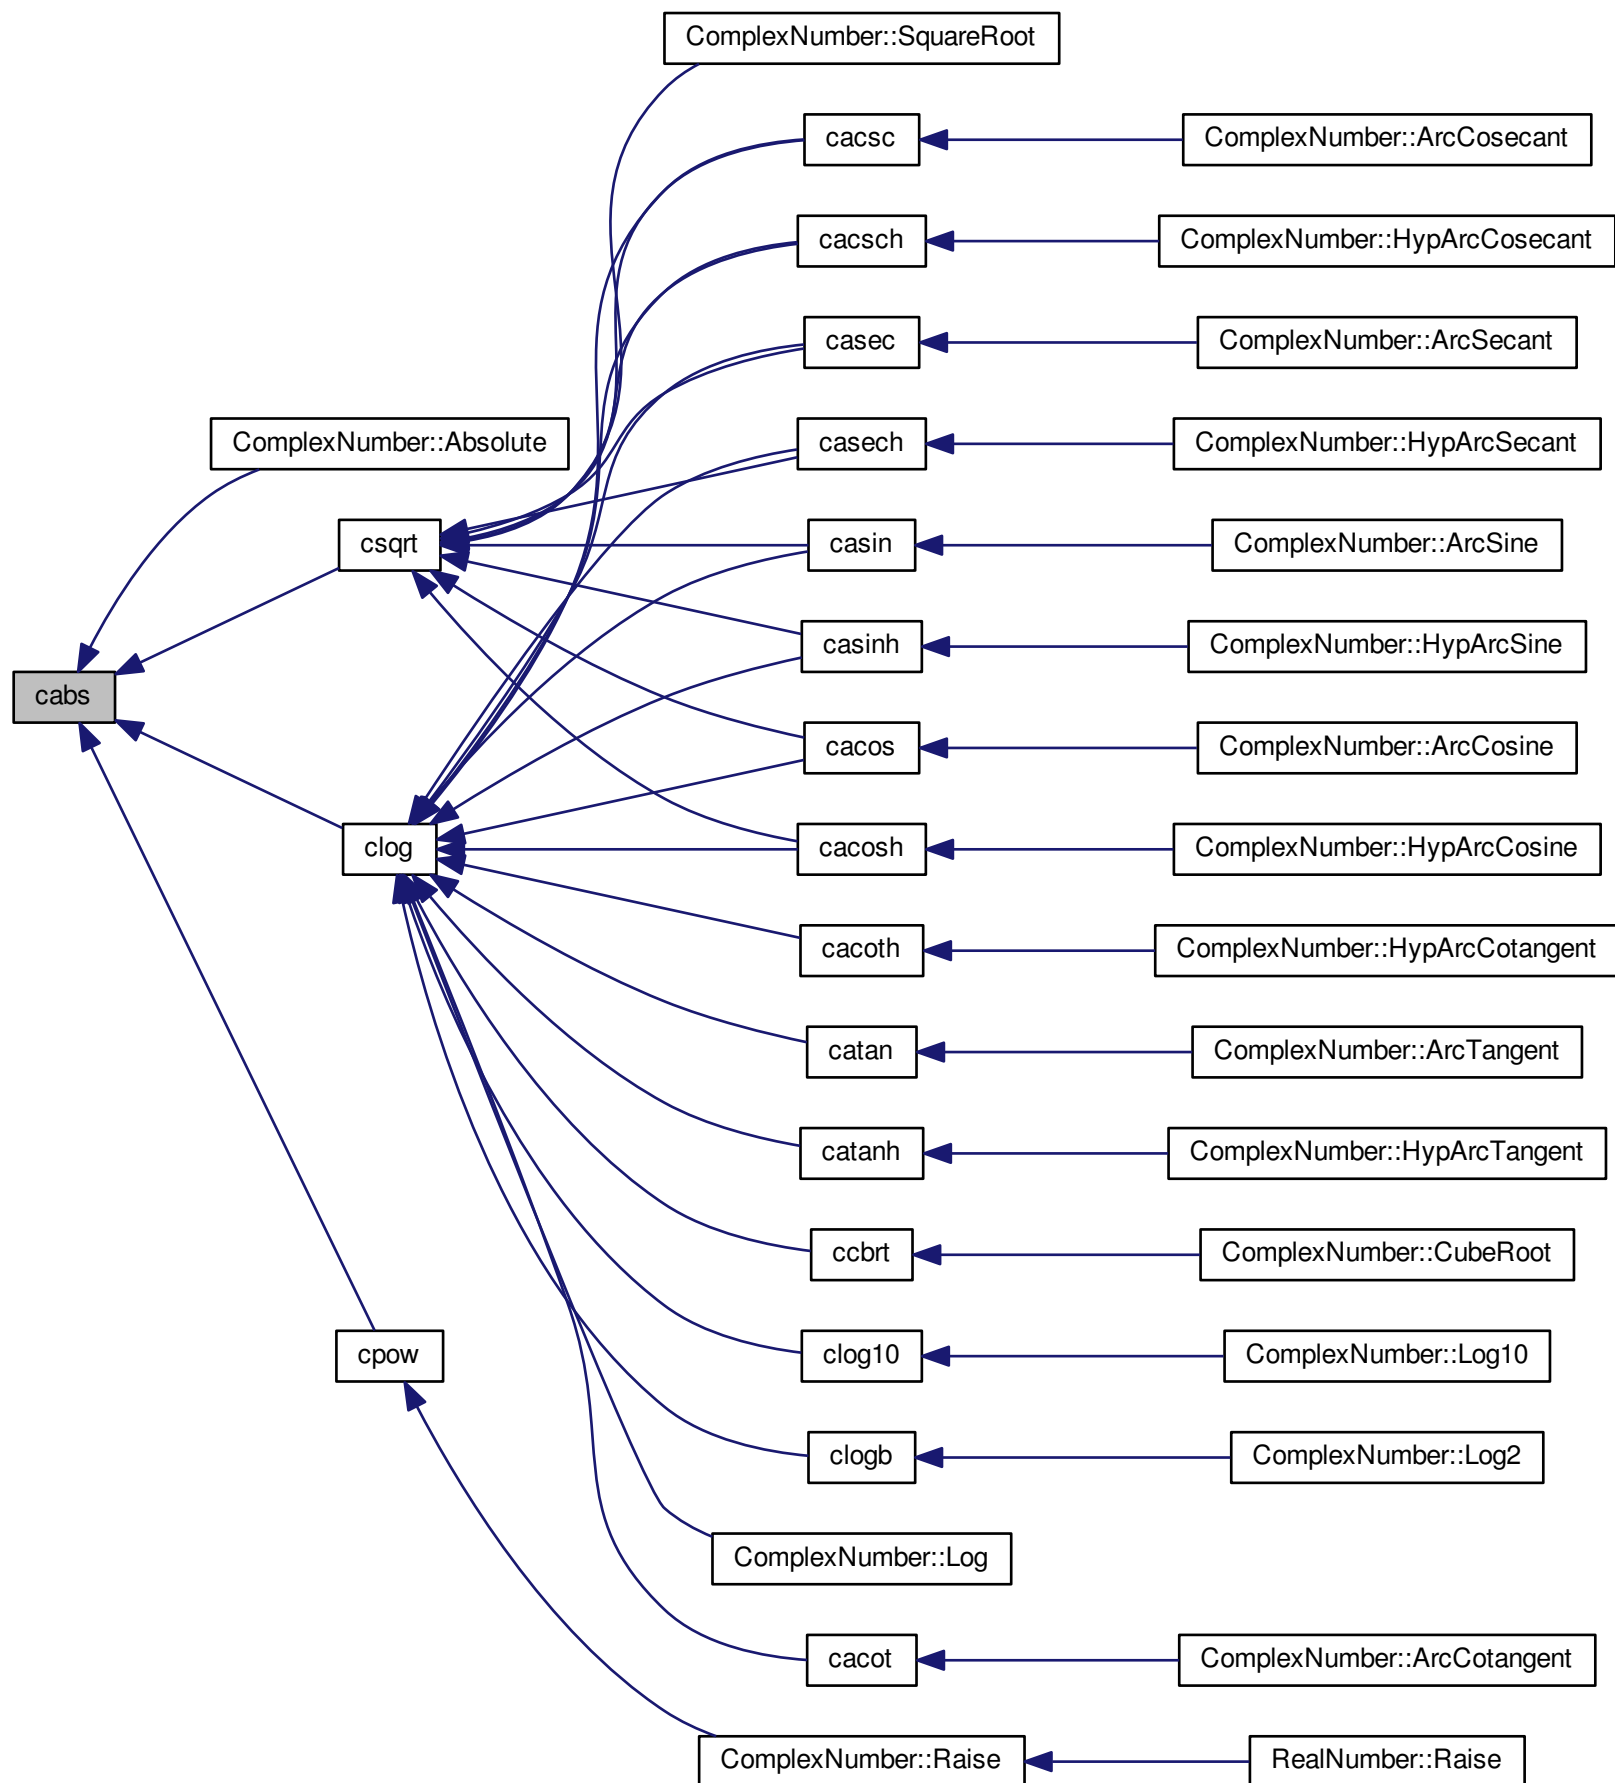 ComplexNumber::SquareRoot
cacsc
ComplexNumber::ArcCosecant
cacsch
ComplexNumber::HypArcCosecant
casec
ComplexNumber::ArcSecant
ComplexNumber::Absolute
casech
ComplexNumber::HypArcSecant
csqrt
casin
ComplexNumber::ArcSine
casinh
ComplexNumber::HypArcSine
cabs
cacos
ComplexNumber::ArcCosine
clog
cacosh
ComplexNumber::HypArcCosine
cacoth
ComplexNumber::HypArcCotangent
catan
ComplexNumber::ArcTangent
catanh
ComplexNumber::HypArcTangent
ccbrt
ComplexNumber::CubeRoot
cpow
clog10
ComplexNumber::Log10
clogb
ComplexNumber::Log2
ComplexNumber::Log
cacot
ComplexNumber::ArcCotangent
ComplexNumber::Raise
RealNumber::Raise